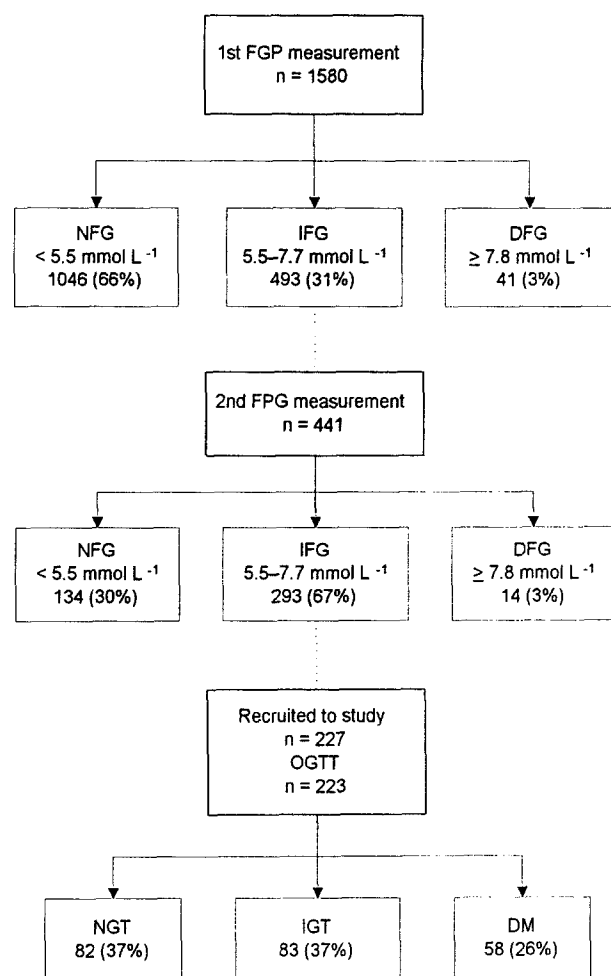 1st FGP measurement
n = 1580
NFG
< 5.5 mmol L ⁻¹
1046 (66%)
IFG
5.5–7.7 mmol L ⁻¹
493 (31%)
DFG
≥ 7.8 mmol L ⁻¹
41 (3%)
2nd FPG measurement
n = 441
NFG
< 5.5 mmol L ⁻¹
134 (30%)
IFG
5.5–7.7 mmol L ⁻¹
293 (67%)
DFG
≥ 7.8 mmol L ⁻¹
14 (3%)
Recruited to study
n = 227
OGTT
n = 223
NGT
82 (37%)
IGT
83 (37%)
DM
58 (26%)